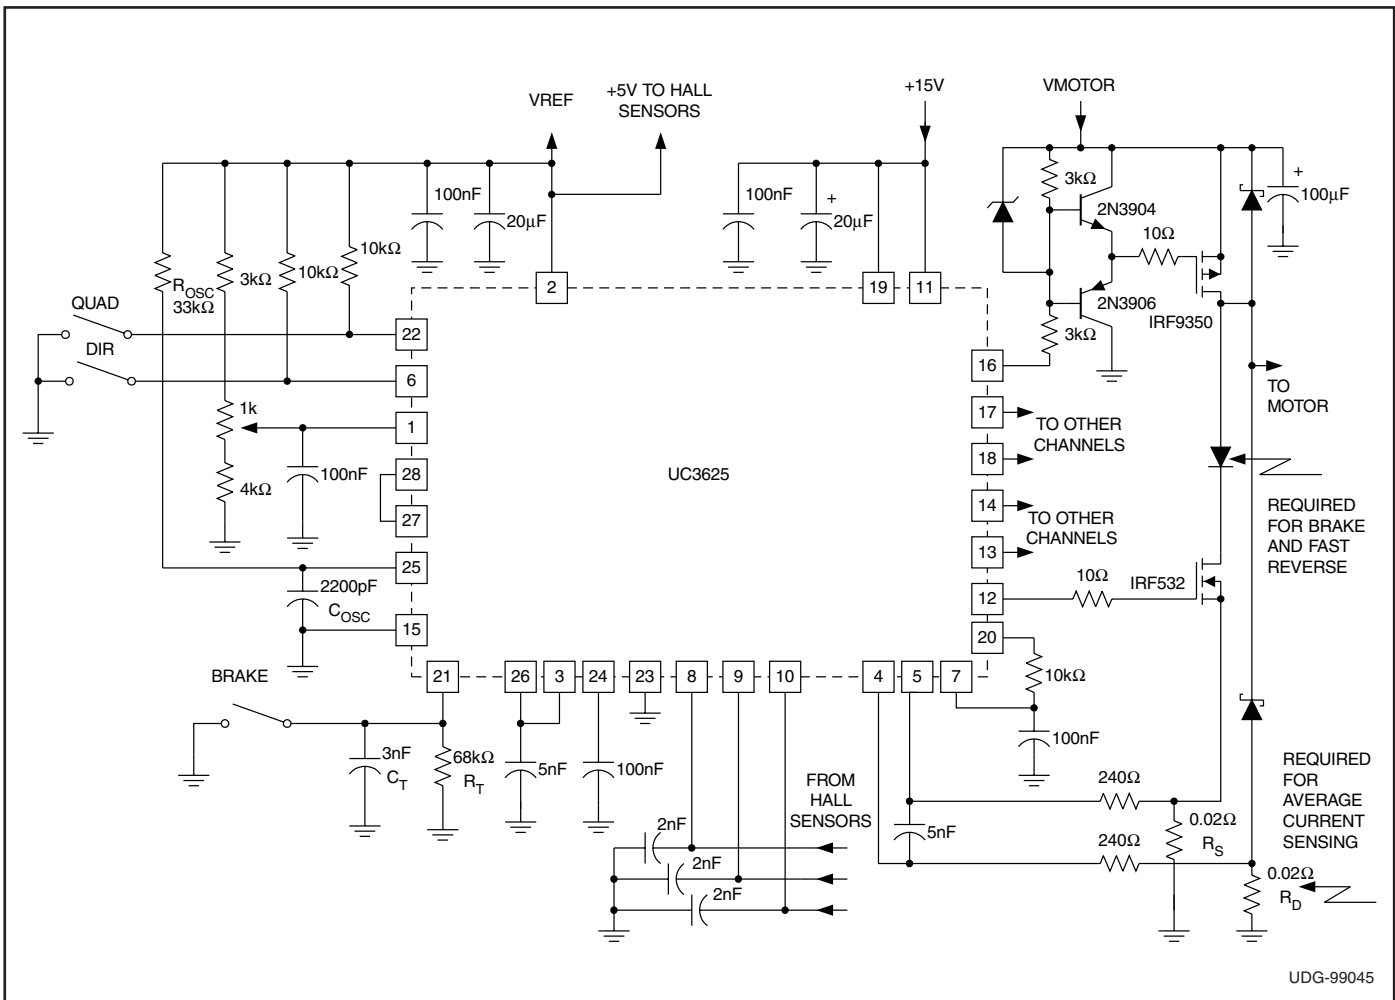 VREF
+5V TO HALL
SENSORS
+15V
VMOTOR
100nF
20µF
100nF
+
20µF
3kΩ
2N3904
10Ω
+
100µF
ROSC
33kΩ
3kΩ
10kΩ
10kΩ
2
19
11
2N3906
IRF9350
3kΩ
QUAD
22
DIR
6
16
TO
MOTOR
1k
1
17
TO OTHER
CHANNELS
18
4kΩ
100nF
28
UC3625
27
14
TO OTHER
CHANNELS
13
REQUIRED
FOR BRAKE
AND FAST
REVERSE
25
2200pF
COSC
15
10Ω
IRF532
12
20
BRAKE
21
26
3
24
23
8
9
10
4
5
7
10kΩ
3nF
CT
68kΩ
RT
5nF
100nF
100nF
FROM
HALL
SENSORS
2nF
2nF
2nF
5nF
240Ω
240Ω
0.02Ω
RS
REQUIRED
FOR
AVERAGE
CURRENT
SENSING
0.02Ω
RD
UDG-99045